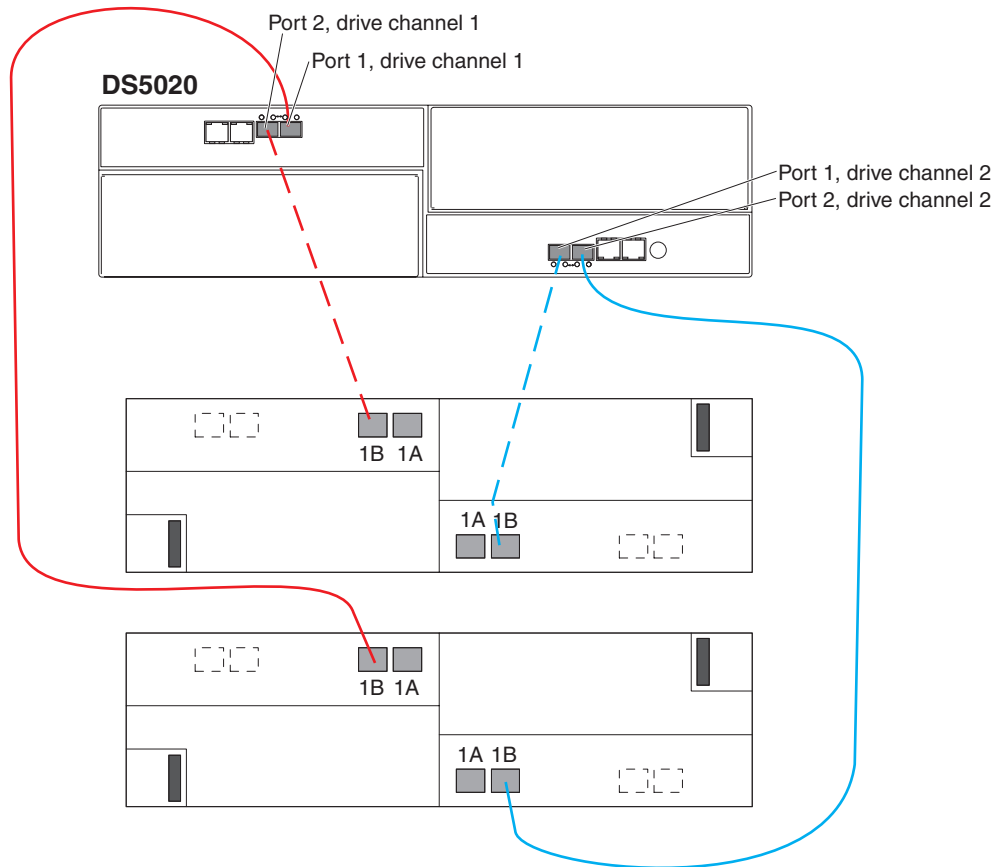 Port 2, drive channel 1
Port 1, drive channel 1
DS5020
Port 1, drive channel 2
Port 2, drive channel 2
1B 1A
1A 1B
1B 1A
1A 1B